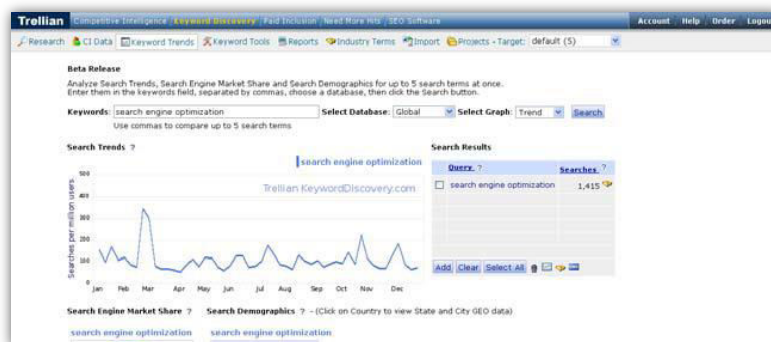 Trellian Competitive Intelligence / Keyword Discovery / Paid Inclusion / Need More Hits / SEO Software Account / Help / Order / Logout
Research CI Data Keyword Trends Keyword Tools Reports Industry Terms Import Projects - Target: default (5)
Beta Release
Analyze Search Trends, Search Engine Market Share and Search Demographics for up to 5 search terms at once.
Enter them in the keywords field, separated by commas, choose a database, then click the Search button.
Keywords: search engine optimization Select Database: Global Select Graph: Trend Search
Use commas to compare up to 5 search terms
Search Trends ? Search Results
search engine optimization
Query ? Searches ?
search engine optimization 1,415
Trellian KeywordDiscovery.com
Searches per million users
500
400
300
200
100
0
Jan Feb Mar Apr May Jun Jul Aug Sep Oct Nov Dec
Add Clear Select All
Search Engine Market Share ? Search Demographics ? - (Click on Country to view State and City GEO data)
search engine optimization search engine optimization